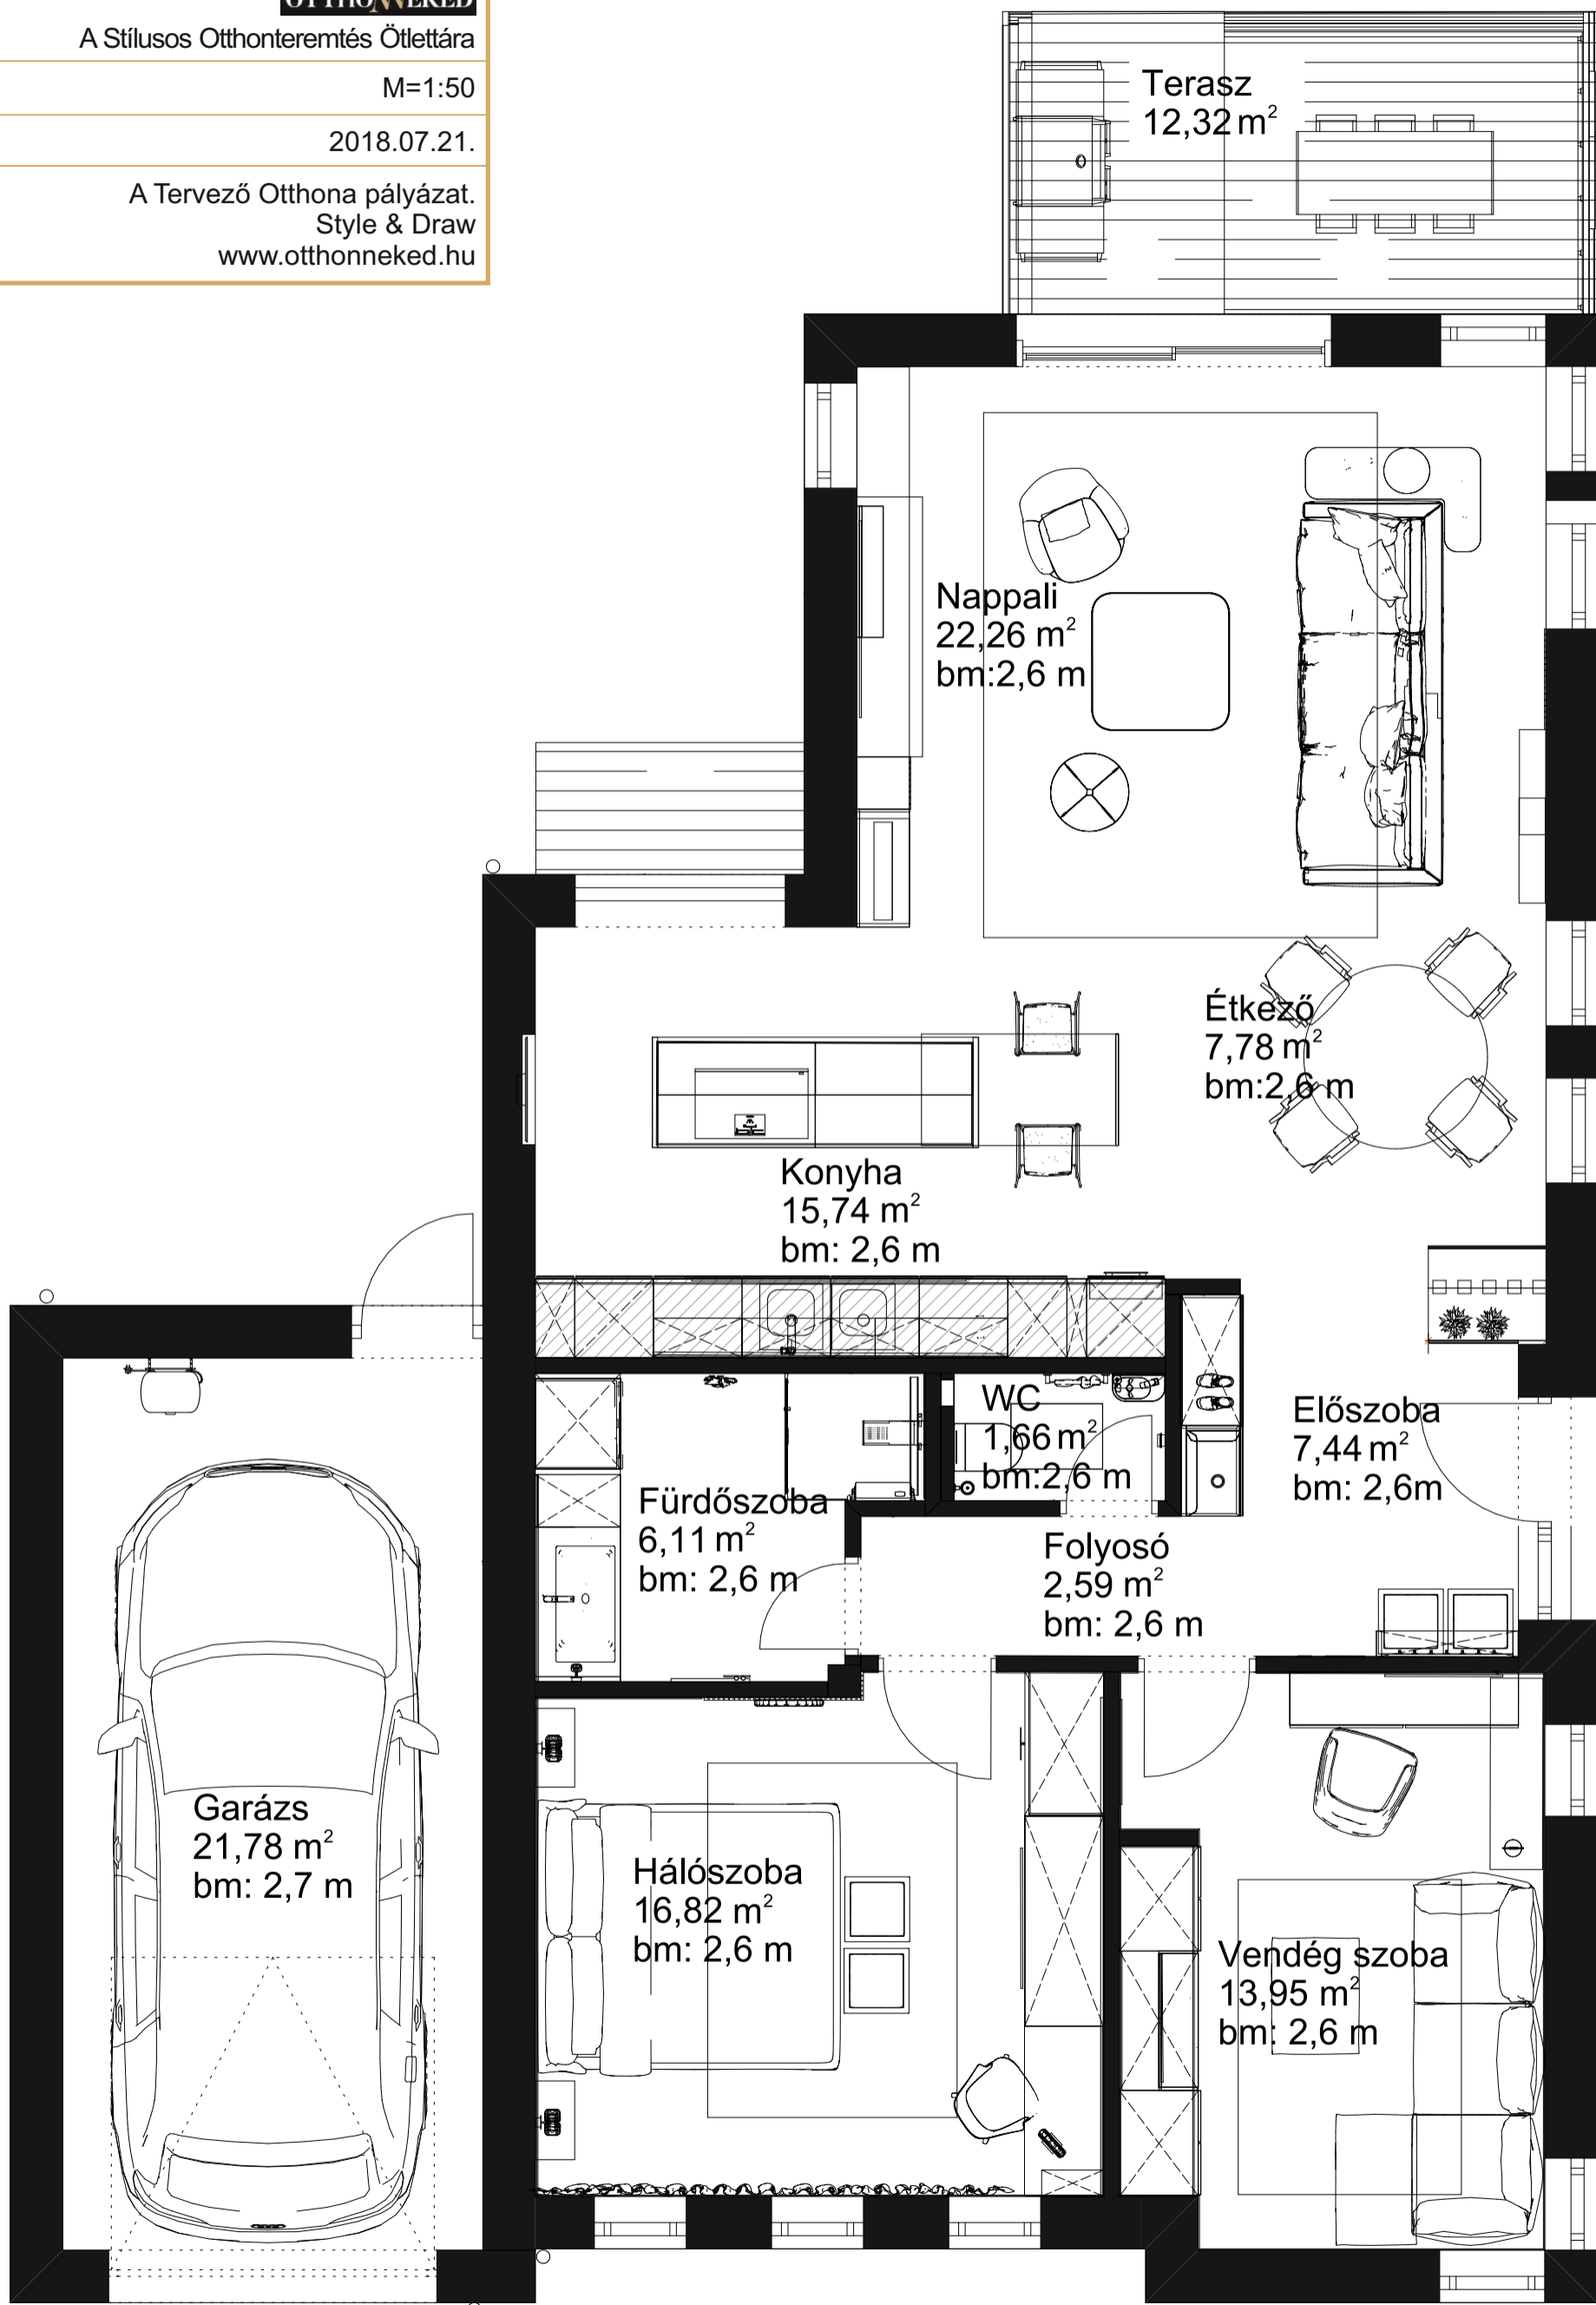 OTTHONNEKED
A Stílusos Otthonteremtés Ötlettára
M=1:50
2018.07.21.
A Tervező Otthona pályázat.
Style & Draw
www.otthonneked.hu
Terasz
12,32 m²
Nappali
22,26 m²
bm:2,6 m
Étkező
7,78 m²
bm:2,6 m
Konyha
15,74 m²
bm: 2,6 m
WC
1,66 m²
bm:2,6 m
Előszoba
7,44 m²
bm: 2,6m
Fürdőszoba
6,11 m²
bm: 2,6 m
Folyosó
2,59 m²
bm: 2,6 m
Garázs
21,78 m²
bm: 2,7 m
Hálószoba
16,82 m²
bm: 2,6 m
Vendég szoba
13,95 m²
bm: 2,6 m